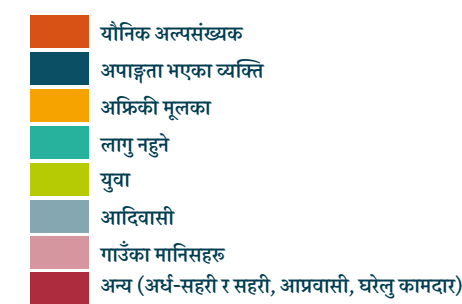 यौनिक अल्पसंख्यक
अपाङ्गता भएका व्यक्ति
अफ्रिकी मूलका
लागु नहुने
युवा
आदिवासी
गाउँका मानिसहरू
अन्य (अर्ध-सहरी र सहरी, आप्रवासी, घरेलु कामदार)